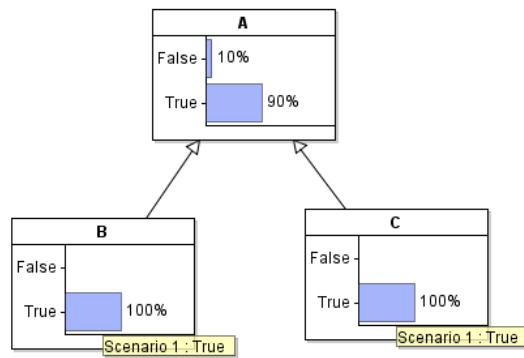 A
False 10%
True 90%
B
False
True 100%
Scenario 1 : True
C
False
True 100%
Scenario 1 : True